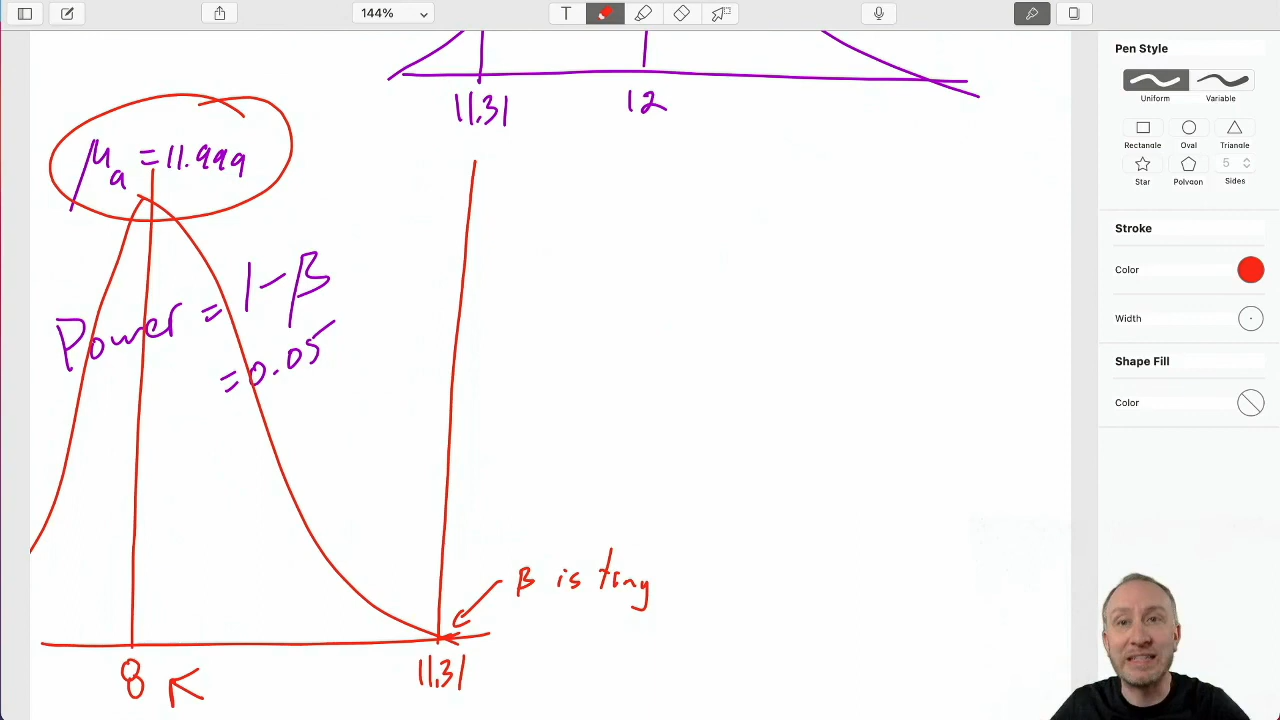 144%
T
11.31
12
μa = 11.999
Power = 1-β
= 0.05
β is tiny
8
11.31
Pen Style
Uniform
Variable
Rectangle
Oval
Triangle
Star
Polygon
5
Sides
Stroke
Color
Width
Shape Fill
Color